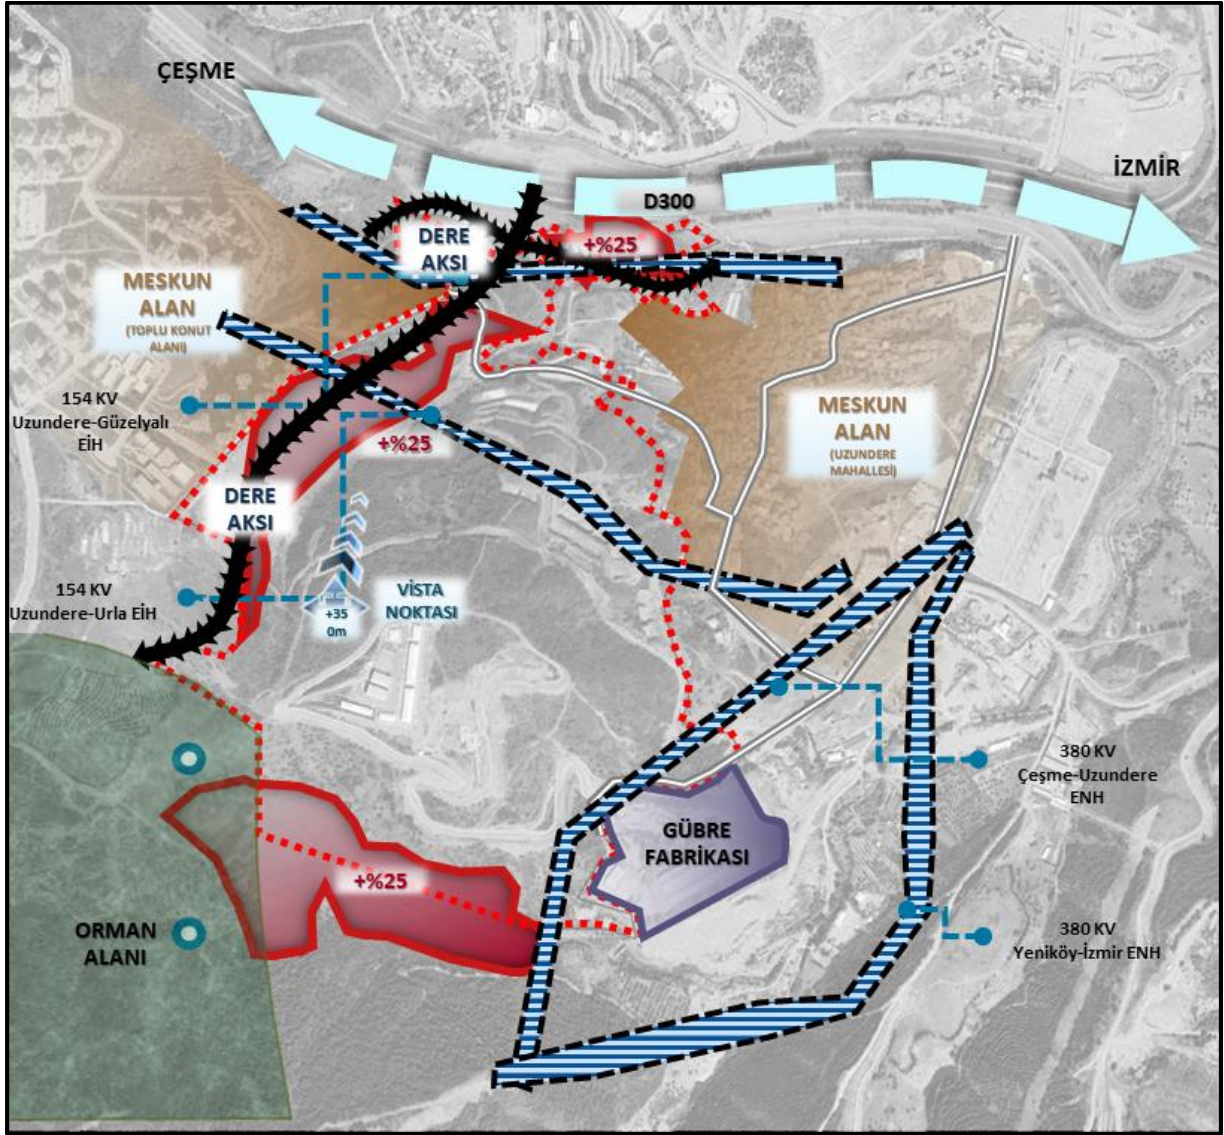 ÇEŞME
İZMİR
D300
DERE
AKSI
+%25
MESKUN
ALAN
(TOPLU KONUT
ALANI)
154 KV
Uzundere-Güzelyalı
EİH
MESKUN
ALAN
(UZUNDERE
MAHALLESİ)
+%25
DERE
AKSI
154 KV
Uzundere-Urla EİH
+35
0m
VİSTA
NOKTASI
380 KV
Çeşme-Uzundere
ENH
GÜBRE
FABRİKASI
+%25
ORMAN
ALANI
380 KV
Yeniköy-İzmir ENH